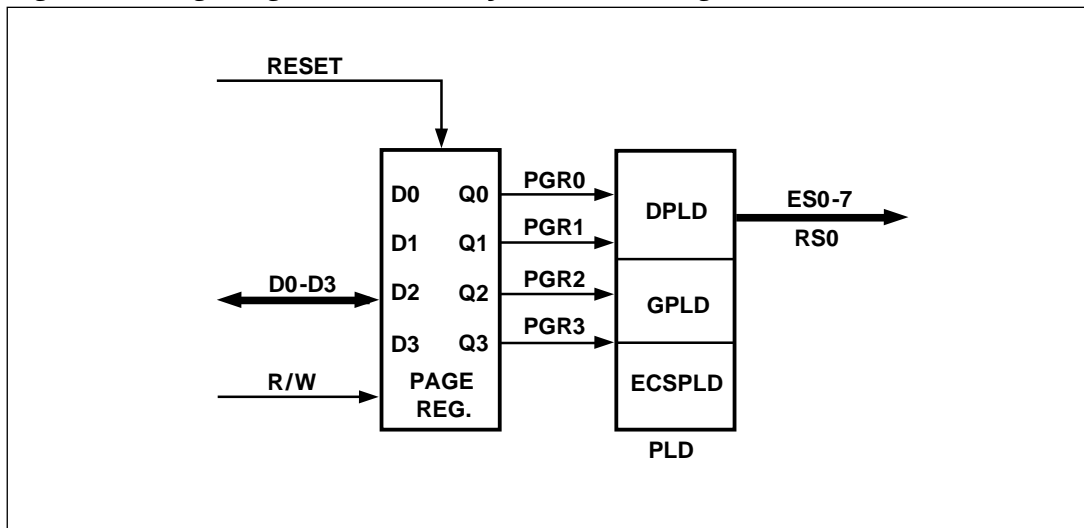 RESET
D0 Q0
D1 Q1
D2 Q2
D3 Q3
PAGE
REG.
D0-D3
R/W
PGR0
PGR1
PGR2
PGR3
DPLD
GPLD
ECSPLD
PLD
ES0-7
RS0